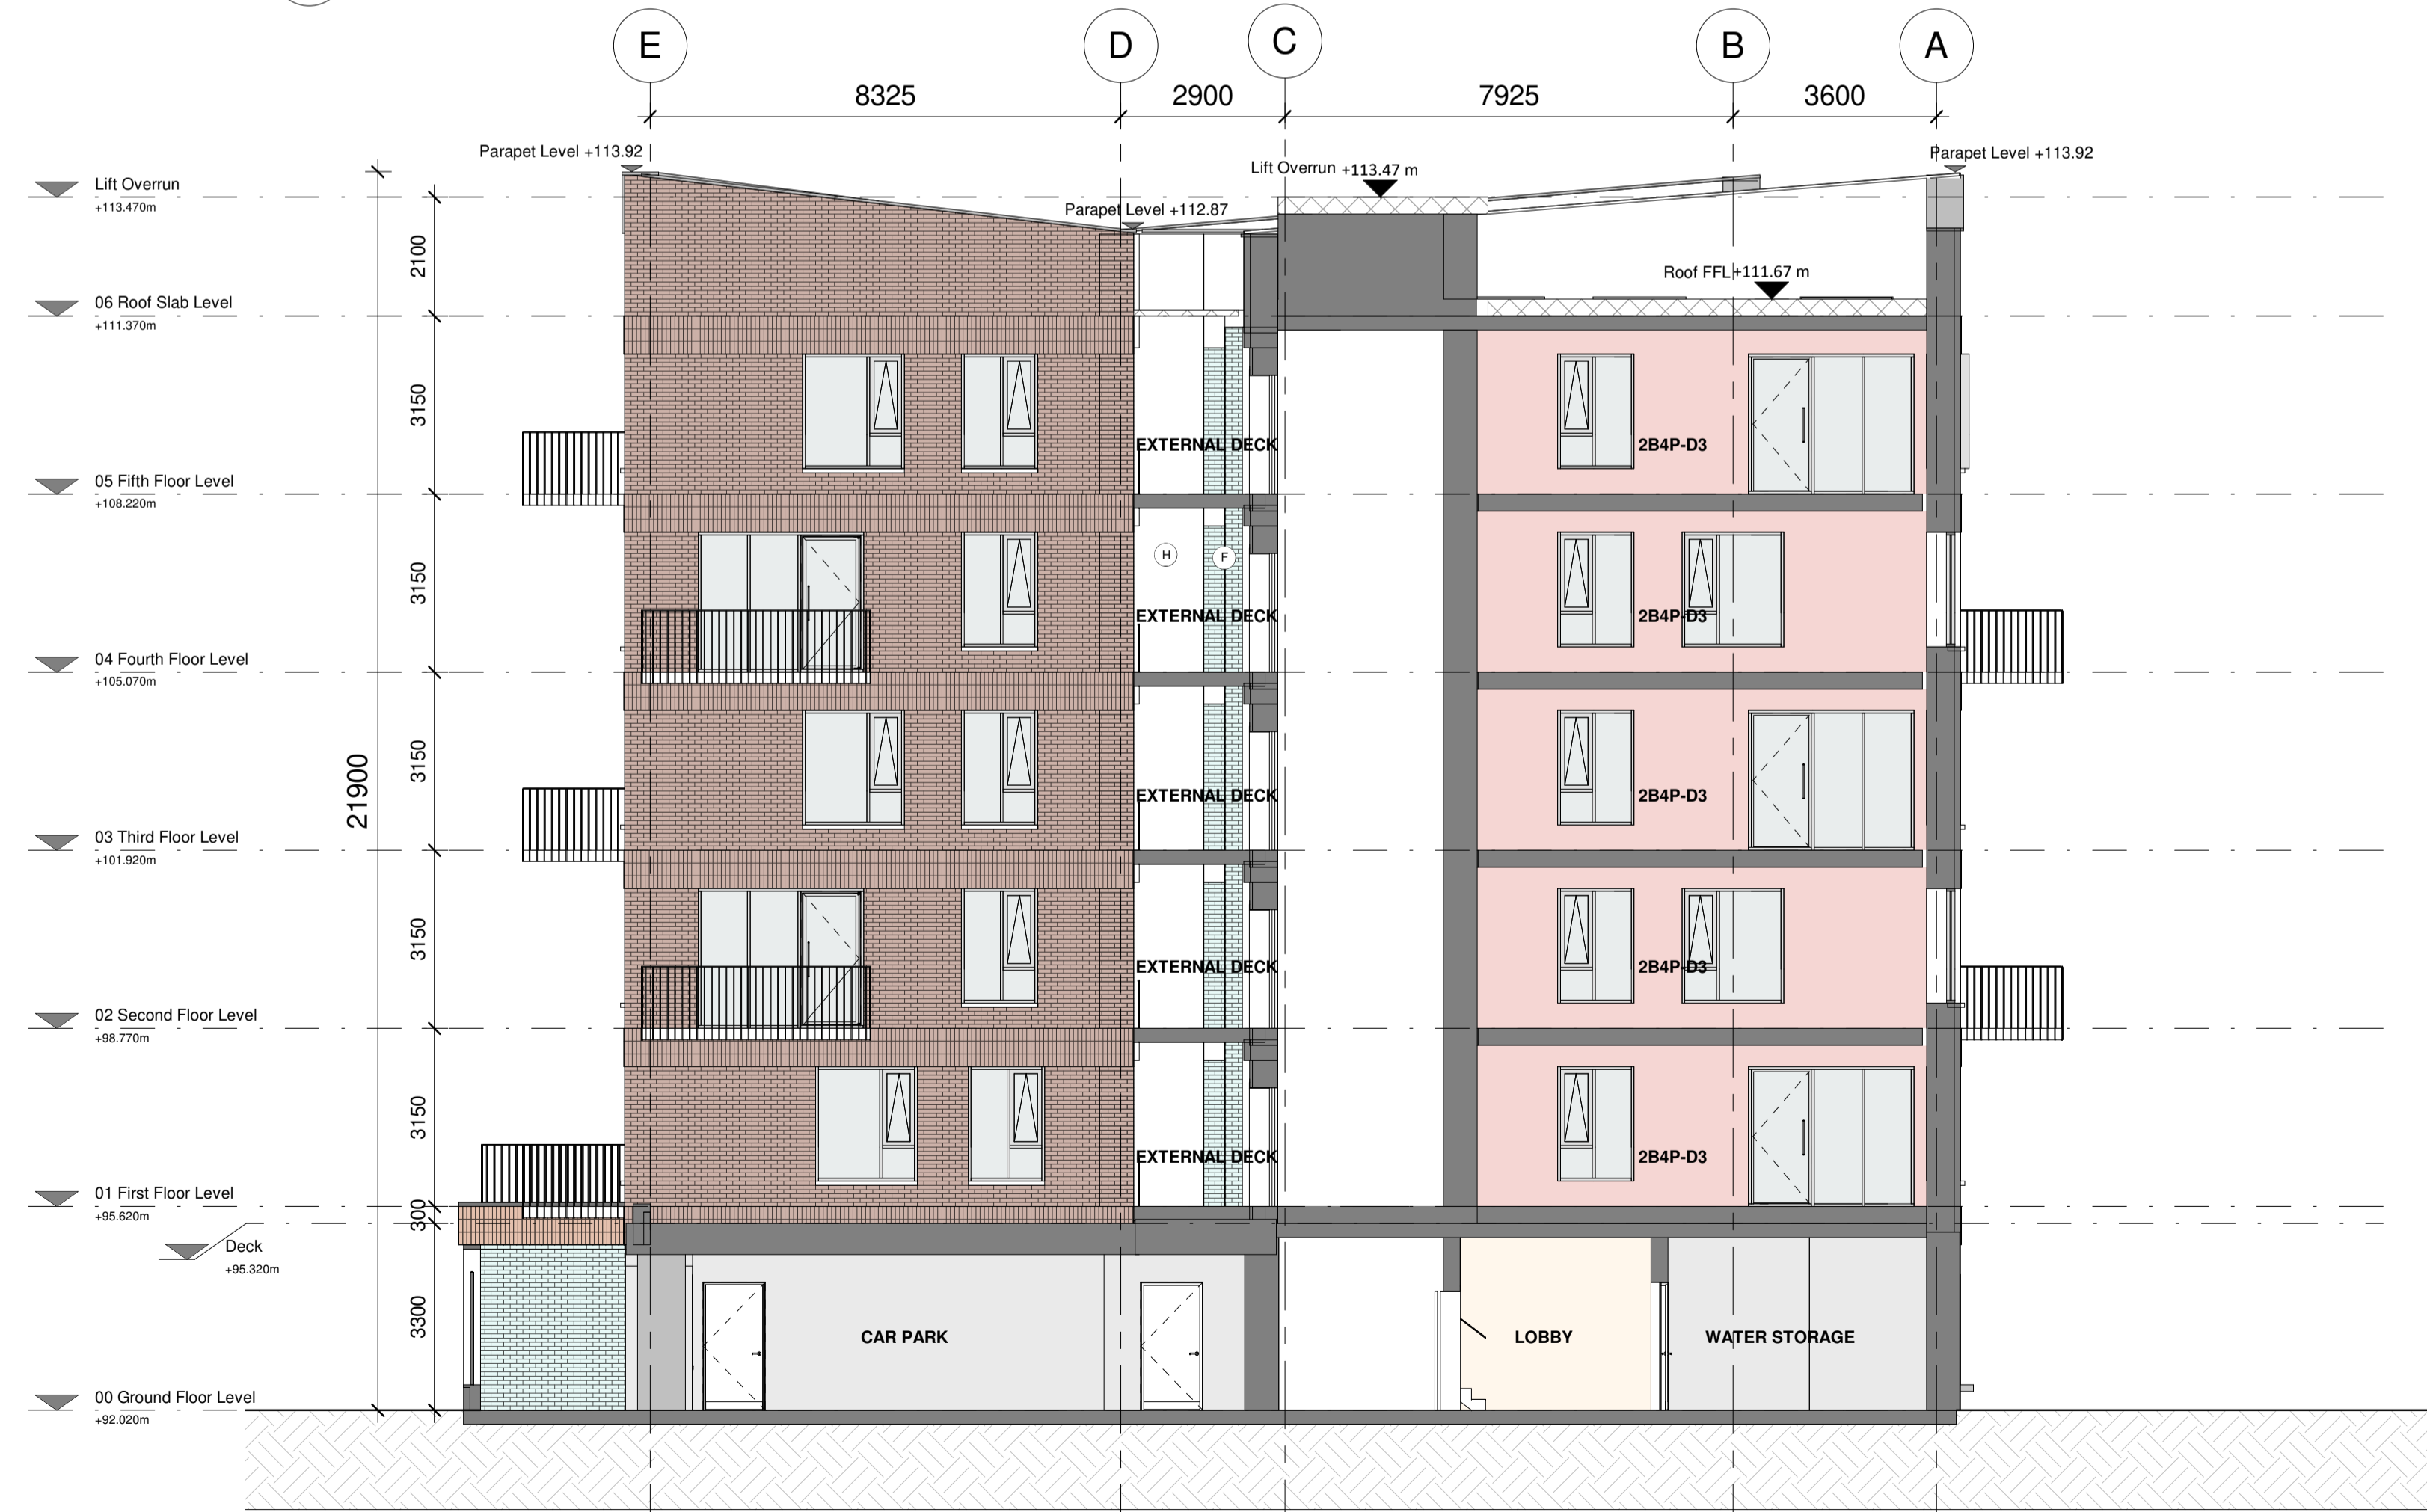 E
D
C
B
A
8325
2900
7925
3600
Parapet Level +113.92
Parapet Level +113.92
Lift Overrun +113.47 m
Lift Overrun
+113.470m
Parapet Level +112.87
2100
Roof FFL +111.67 m
06 Roof Slab Level
+111.370m
3150
EXTERNAL DECK
2B4P-D3
05 Fifth Floor Level
+108.220m
H
F
3150
EXTERNAL DECK
2B4P-D3
04 Fourth Floor Level
+105.070m
3150
21900
EXTERNAL DECK
2B4P-D3
03 Third Floor Level
+101.920m
3150
EXTERNAL DECK
2B4P-D3
02 Second Floor Level
+98.770m
3150
EXTERNAL DECK
2B4P-D3
01 First Floor Level
+95.620m
300
Deck
+95.320m
3300
CAR PARK
LOBBY
WATER STORAGE
00 Ground Floor Level
+92.020m